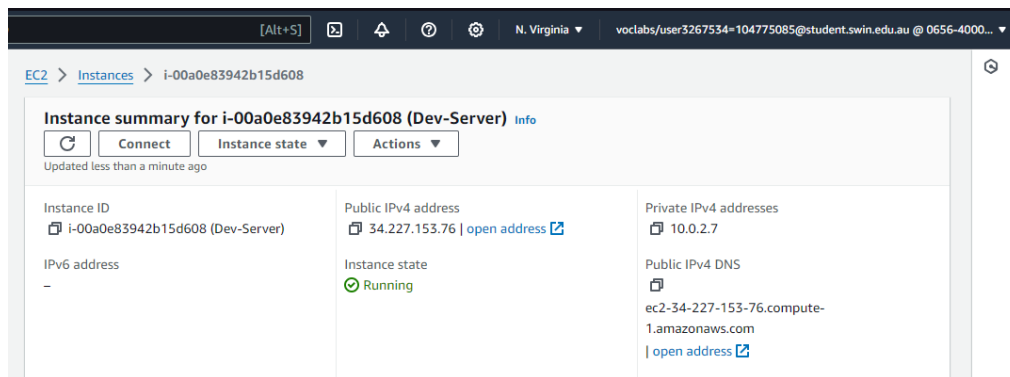 [Alt+S] N. Virginia ▼ voclabs/user3267534=104775085@student.swin.edu.au @ 0656-4000... ▼
EC2 > Instances > i-00a0e83942b15d608
Instance summary for i-00a0e83942b15d608 (Dev-Server) Info
Connect Instance state ▼ Actions ▼
Updated less than a minute ago
Instance ID Public IPv4 address Private IPv4 addresses
i-00a0e83942b15d608 (Dev-Server) 34.227.153.76 | open address 10.0.2.7
IPv6 address Instance state Public IPv4 DNS
– Running
ec2-34-227-153-76.compute-
1.amazonaws.com
| open address